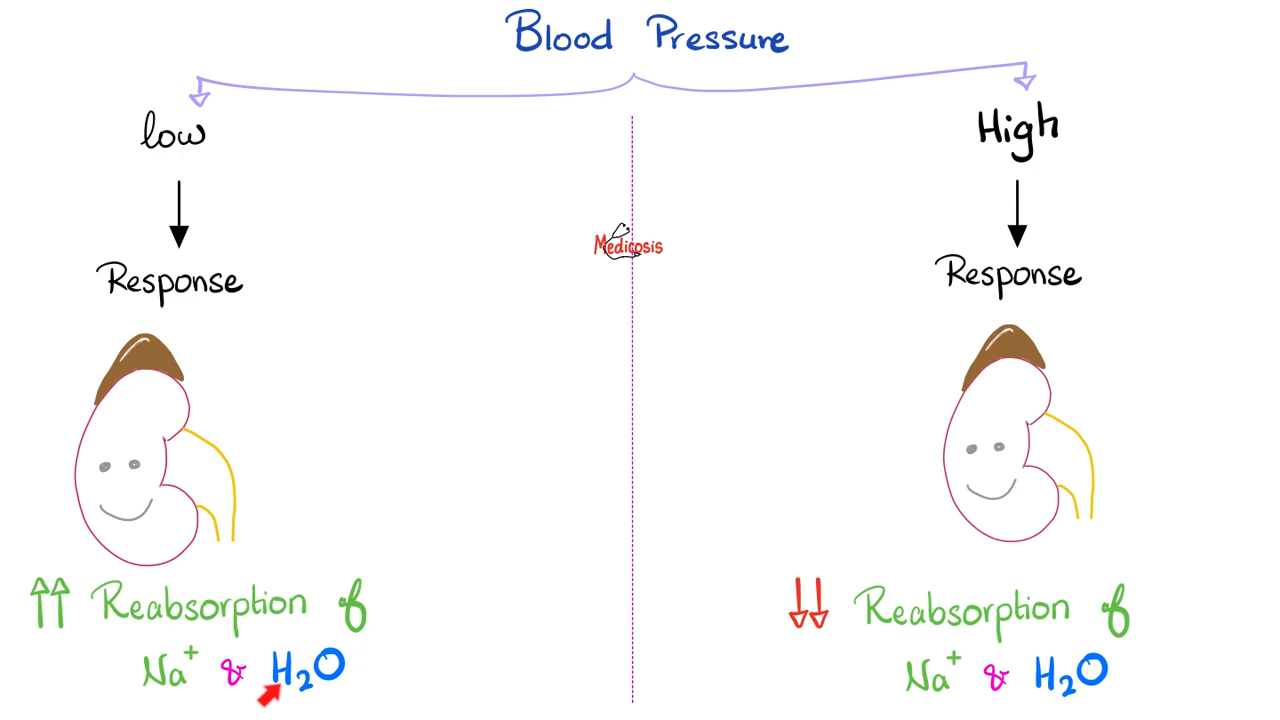 Blood Pressure
low
Response
↑↑ Reabsorption of
Na⁺ & H₂O
Medicosis
High
Response
↓↓ Reabsorption of
Na⁺ & H₂O